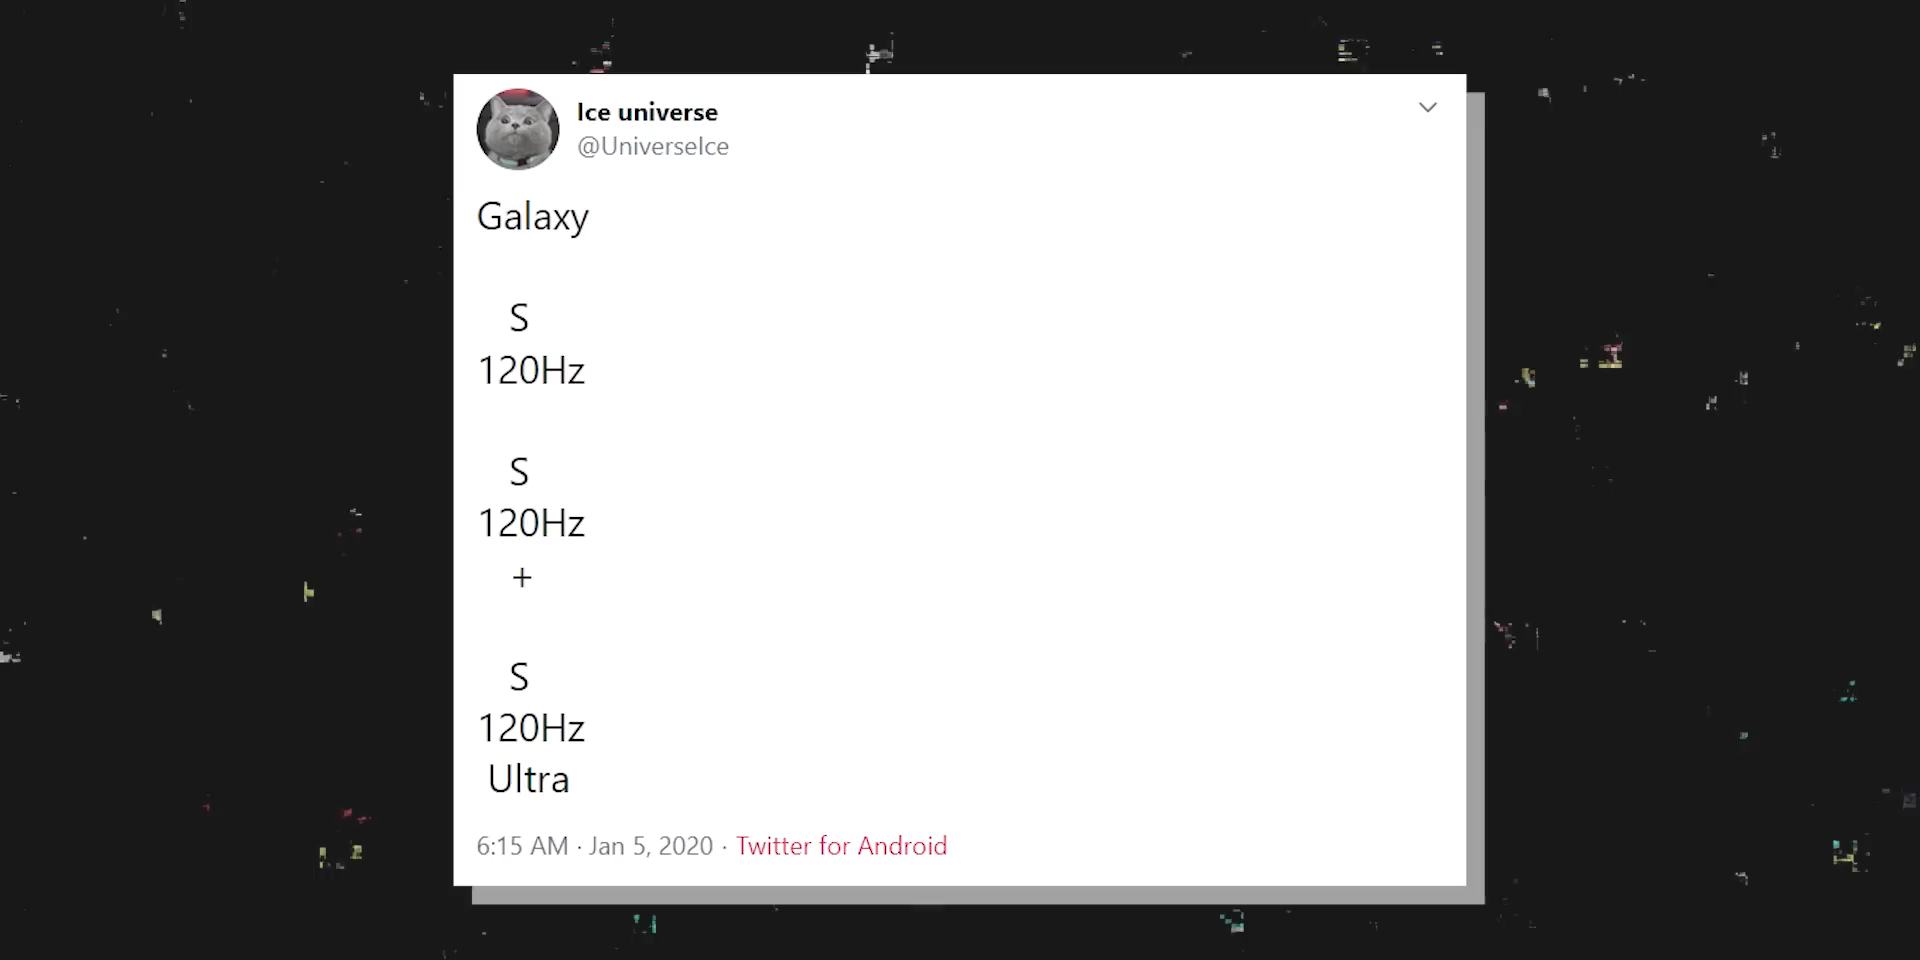 Ice universe
@UniverseIce
Galaxy
S
120Hz
S
120Hz
+
S
120Hz
Ultra
6:15 AM · Jan 5, 2020 · Twitter for Android